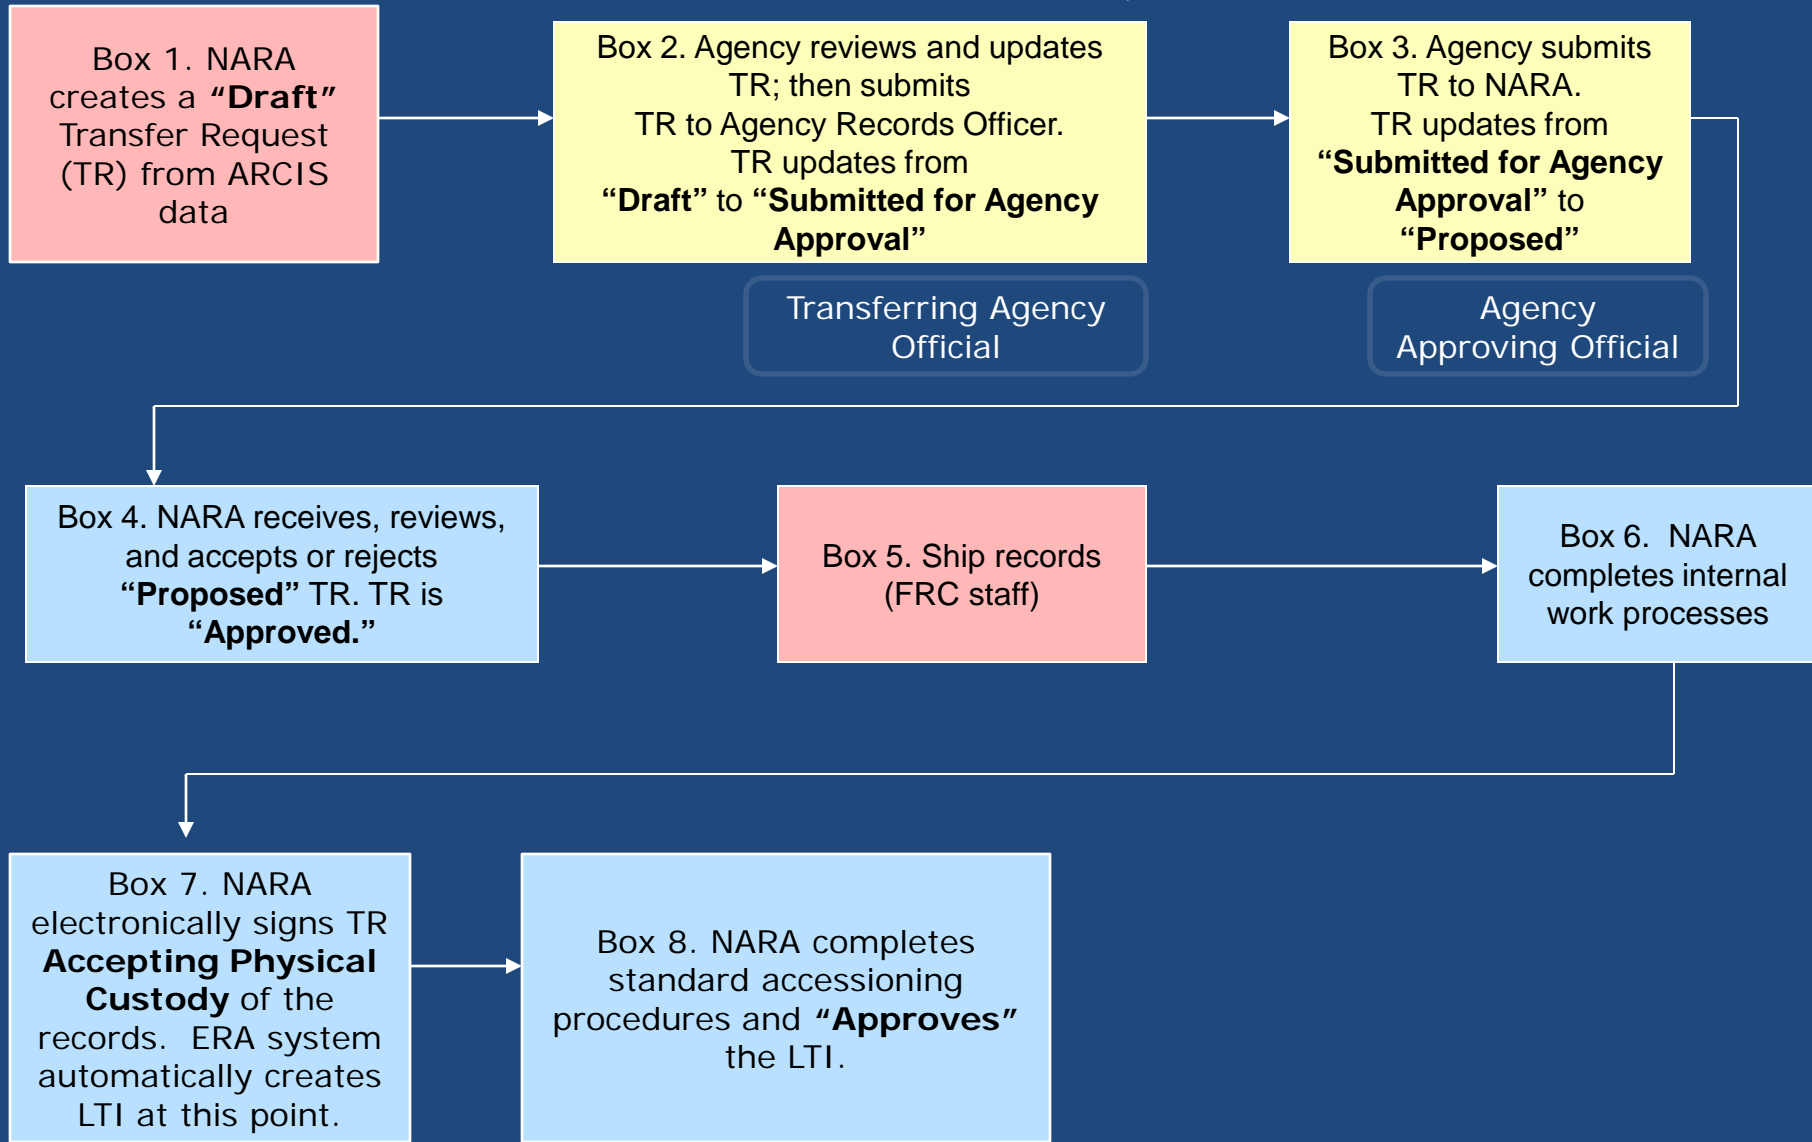 Box 1. NARA
creates a “Draft”
Transfer Request
(TR) from ARCIS
data
Box 2. Agency reviews and updates
TR; then submits
TR to Agency Records Officer.
TR updates from
“Draft” to “Submitted for Agency
Approval”
Box 3. Agency submits
TR to NARA.
TR updates from
“Submitted for Agency
Approval” to
“Proposed”
Transferring Agency
Official
Agency
Approving Official
Box 4. NARA receives, reviews,
and accepts or rejects
“Proposed” TR. TR is
“Approved.”
Box 5. Ship records
(FRC staff)
Box 6. NARA
completes internal
work processes
Box 7. NARA
electronically signs TR
Accepting Physical
Custody of the
records. ERA system
automatically creates
LTI at this point.
Box 8. NARA completes
standard accessioning
procedures and “Approves”
the LTI.